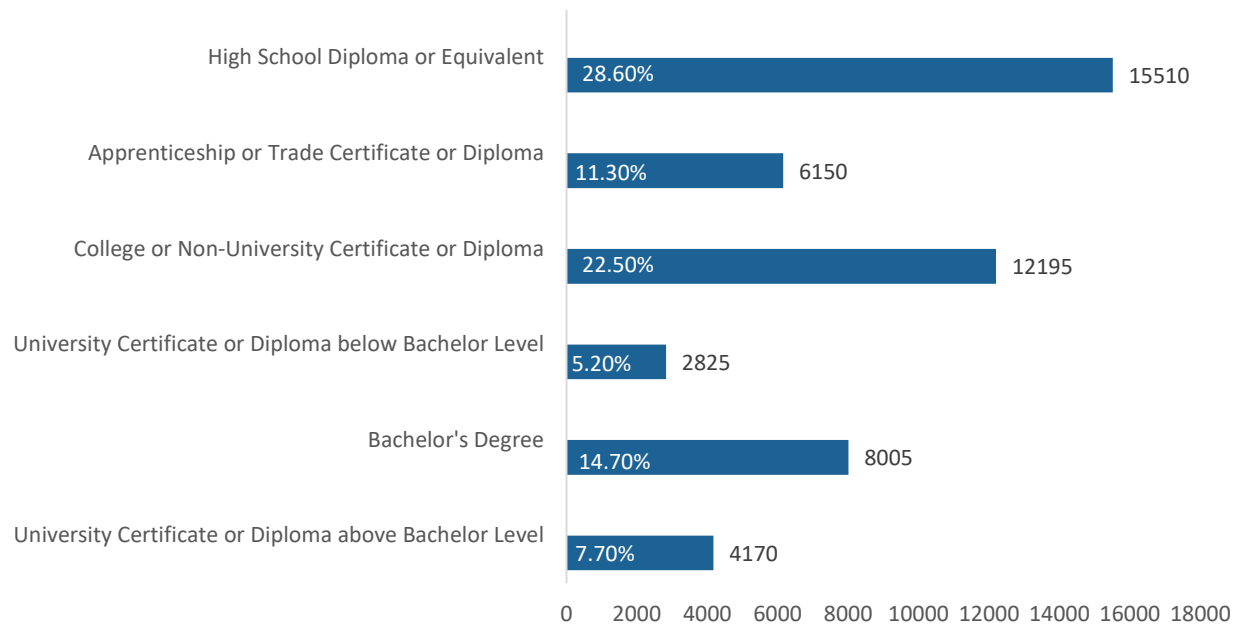 High School Diploma or Equivalent
28.60%
15510
Apprenticeship or Trade Certificate or Diploma
11.30%
6150
College or Non-University Certificate or Diploma
22.50%
12195
University Certificate or Diploma below Bachelor Level
5.20%
2825
Bachelor's Degree
14.70%
8005
University Certificate or Diploma above Bachelor Level
7.70%
4170
0 2000 4000 6000 8000 10000 12000 14000 16000 18000